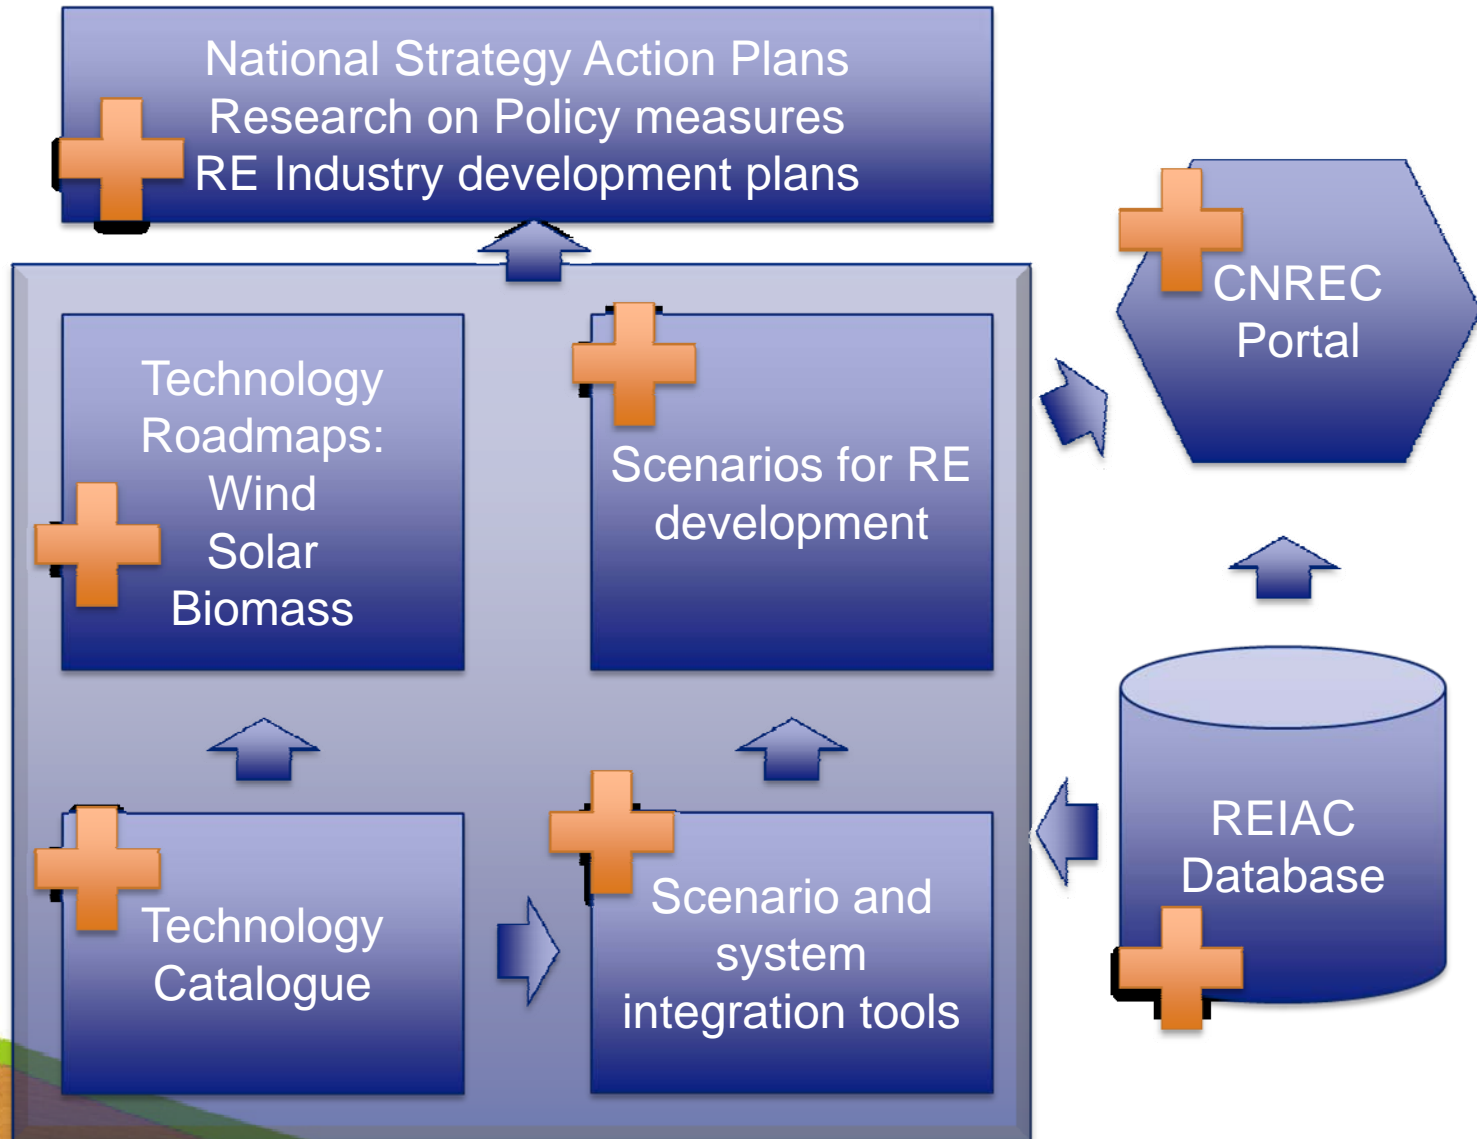 National Strategy Action Plans
Research on Policy measures
RE Industry development plans
CNREC
Portal
Technology
Roadmaps:
Wind
Solar
Biomass
Scenarios for RE
development
Technology
Catalogue
Scenario and
system
integration tools
REIAC
Database